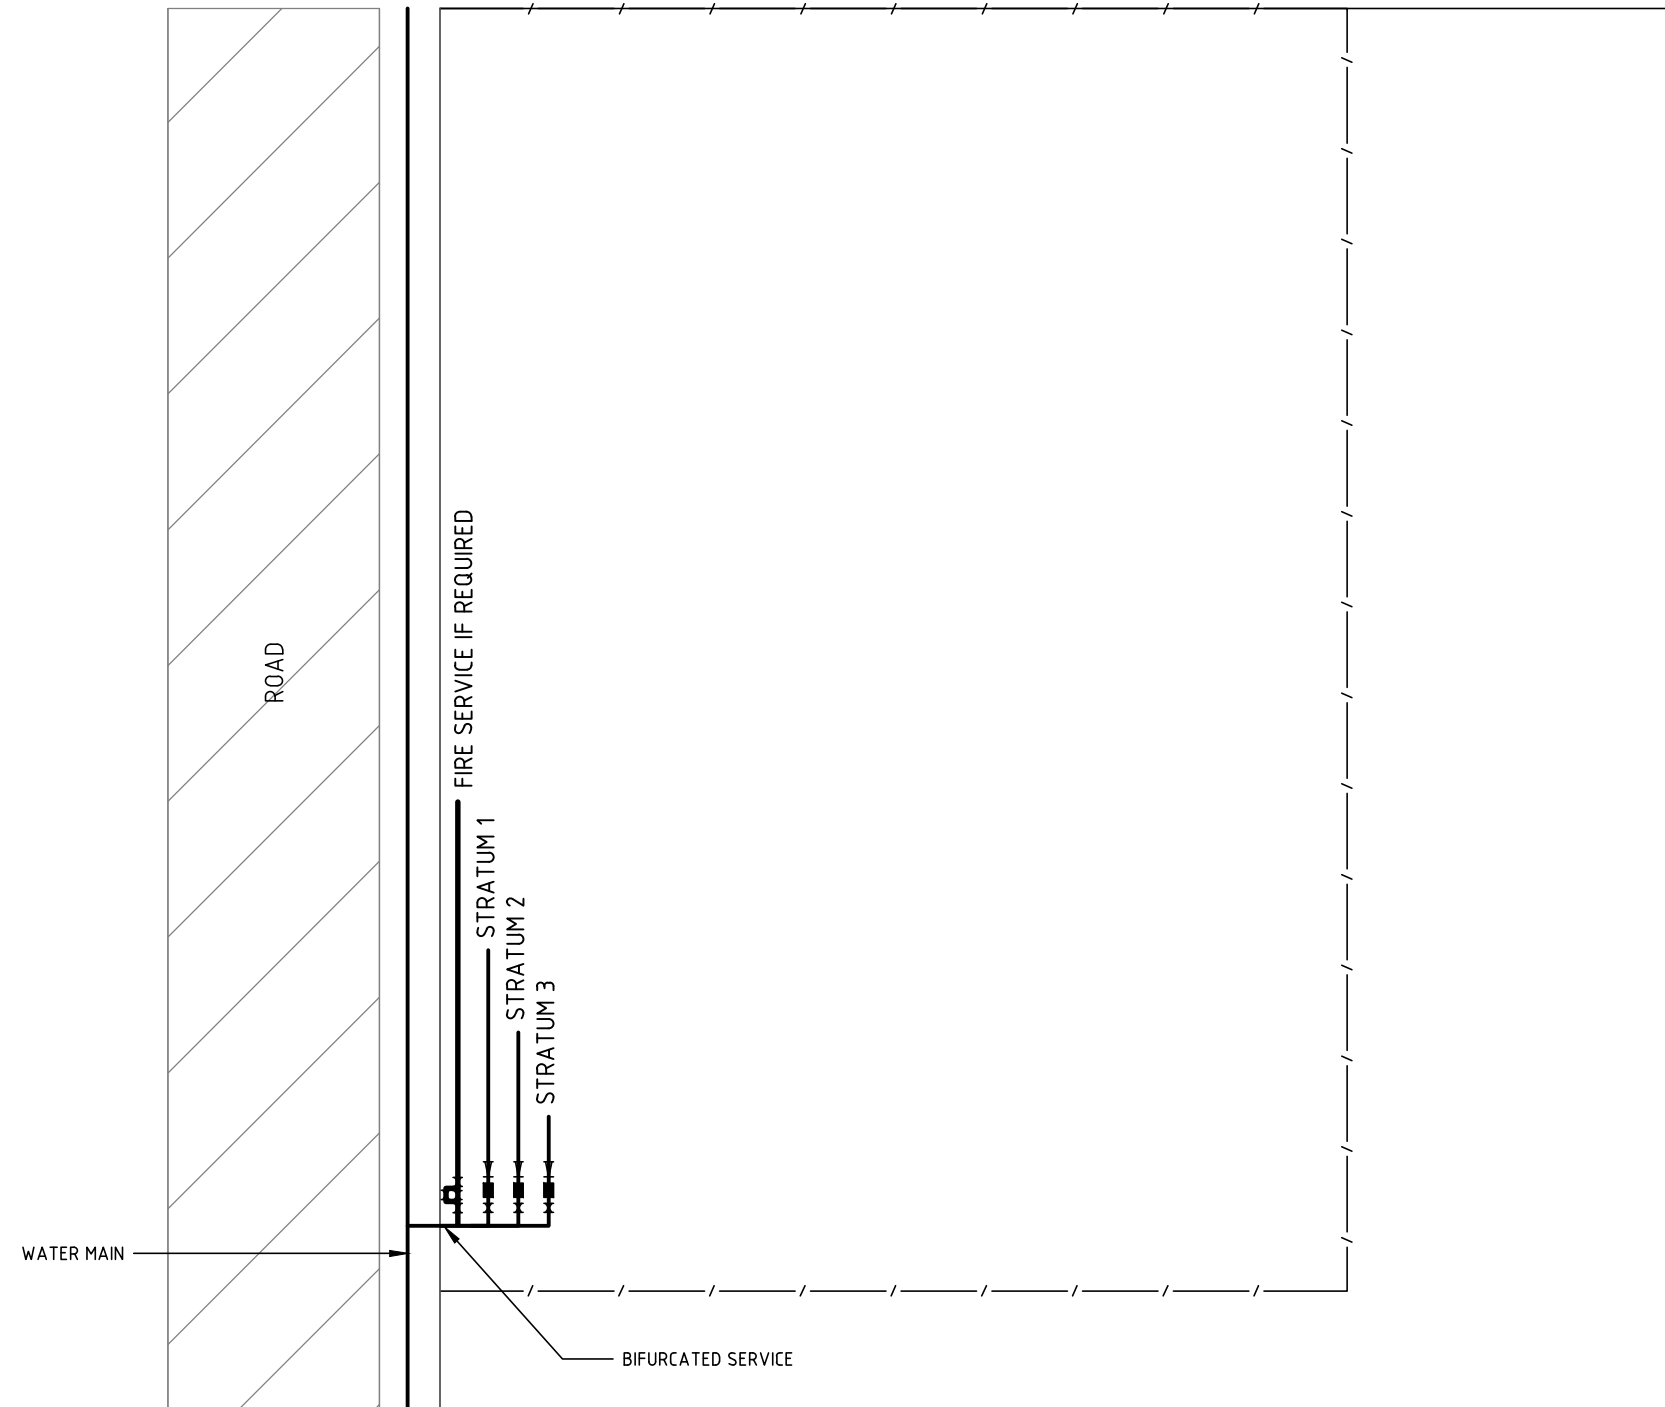 FIRE SERVICE IF REQUIRED
ROAD
STRATUM 1
STRATUM 2
STRATUM 3
WATER MAIN
BIFURCATED SERVICE